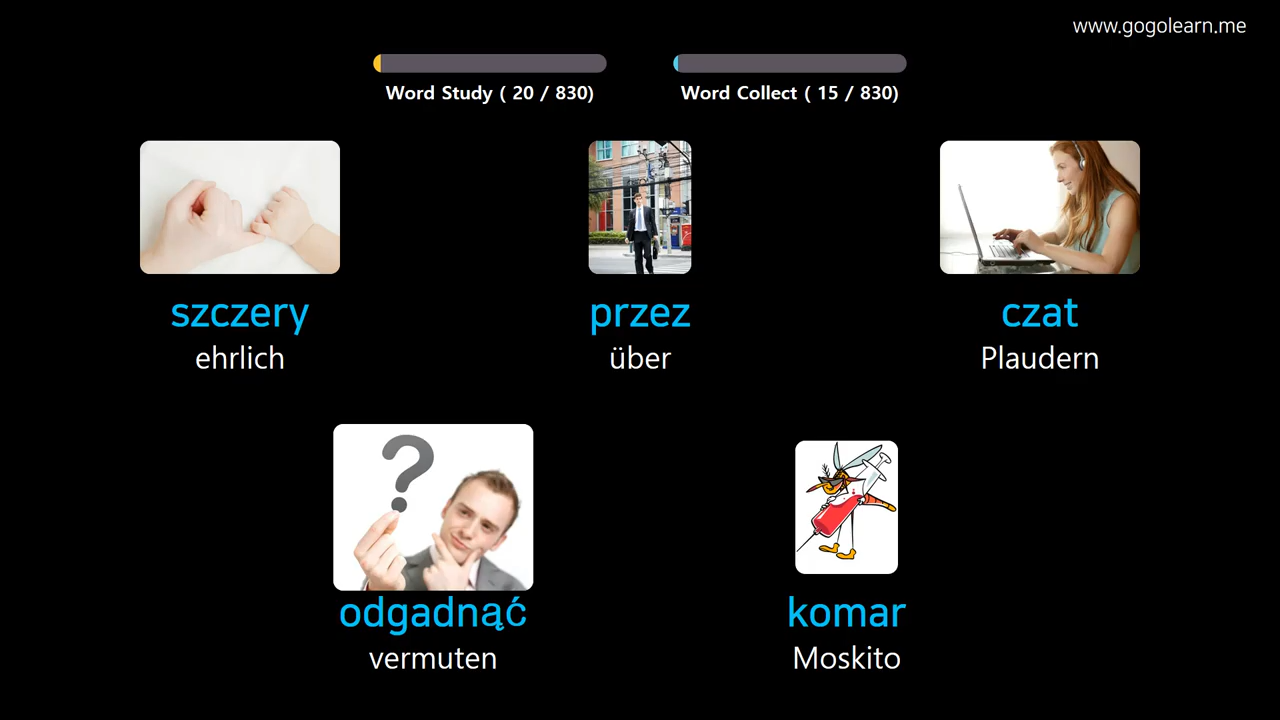 www.gogolearn.me
Word Study ( 20 / 830)
Word Collect ( 15 / 830)
szczery
ehrlich
przez
über
czat
Plaudern
odgadnąć
vermuten
komar
Moskito